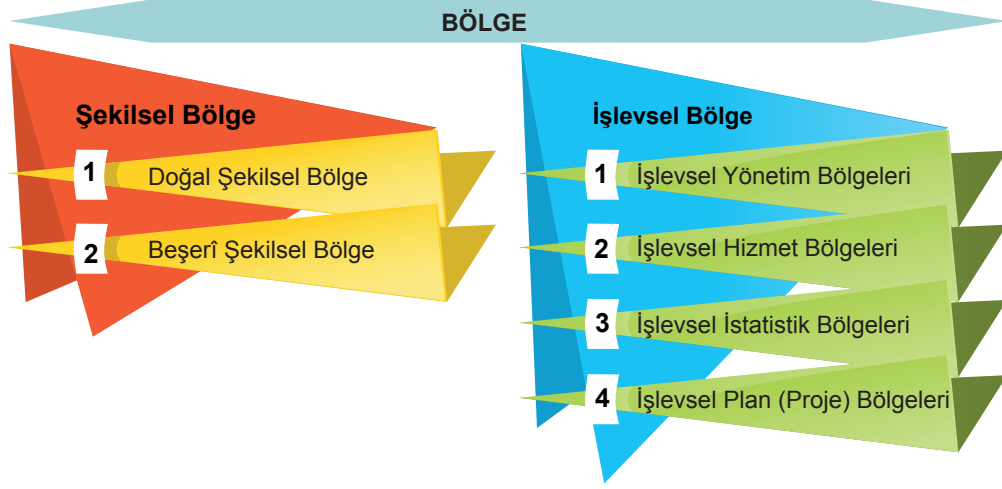 BÖLGE
Şekilsel Bölge
1 Doğal Şekilsel Bölge
2 Beşerî Şekilsel Bölge
İşlevsel Bölge
1 İşlevsel Yönetim Bölgeleri
2 İşlevsel Hizmet Bölgeleri
3 İşlevsel İstatistik Bölgeleri
4 İşlevsel Plan (Proje) Bölgeleri